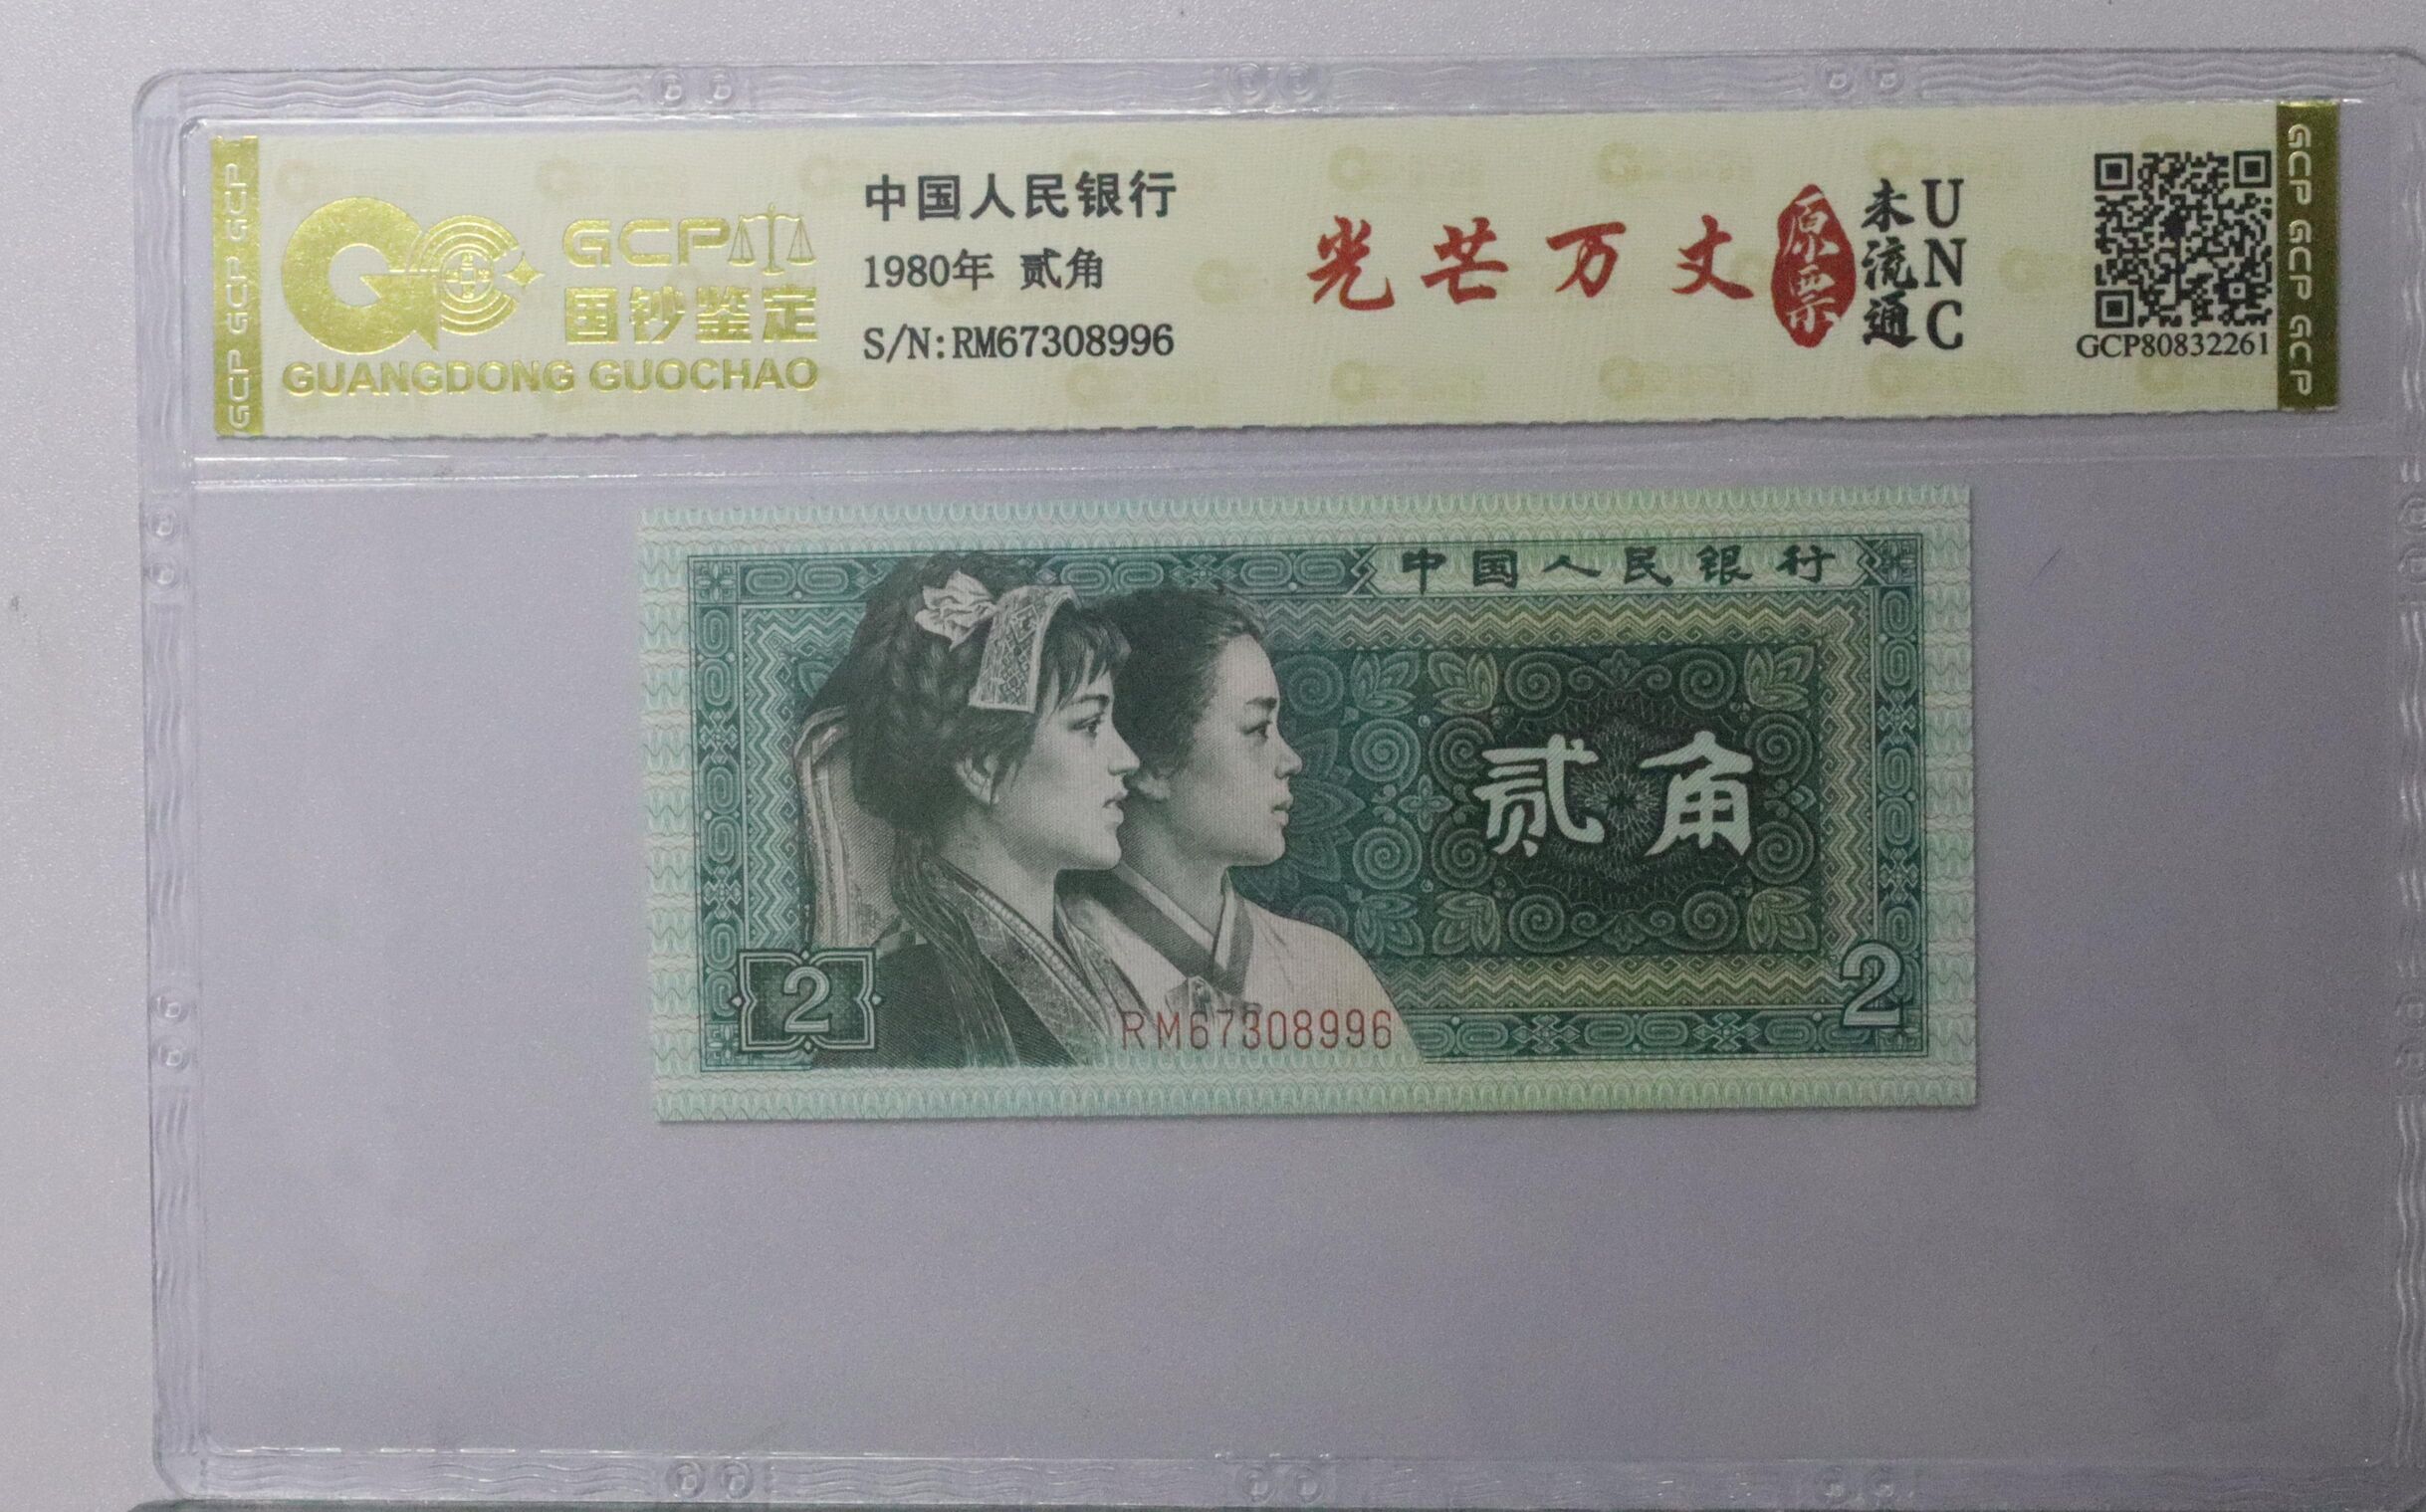 GCP GCP GCP
GCP
国钞鉴定
GUANGDONG GUOCHAO
中国人民银行
1980年 贰角
S/N:RM67308996
光芒万丈
原票
未流通
UNC
GCP80832261
GCP GCP GCP
中国人民银行
贰角
2
RM67308996
2